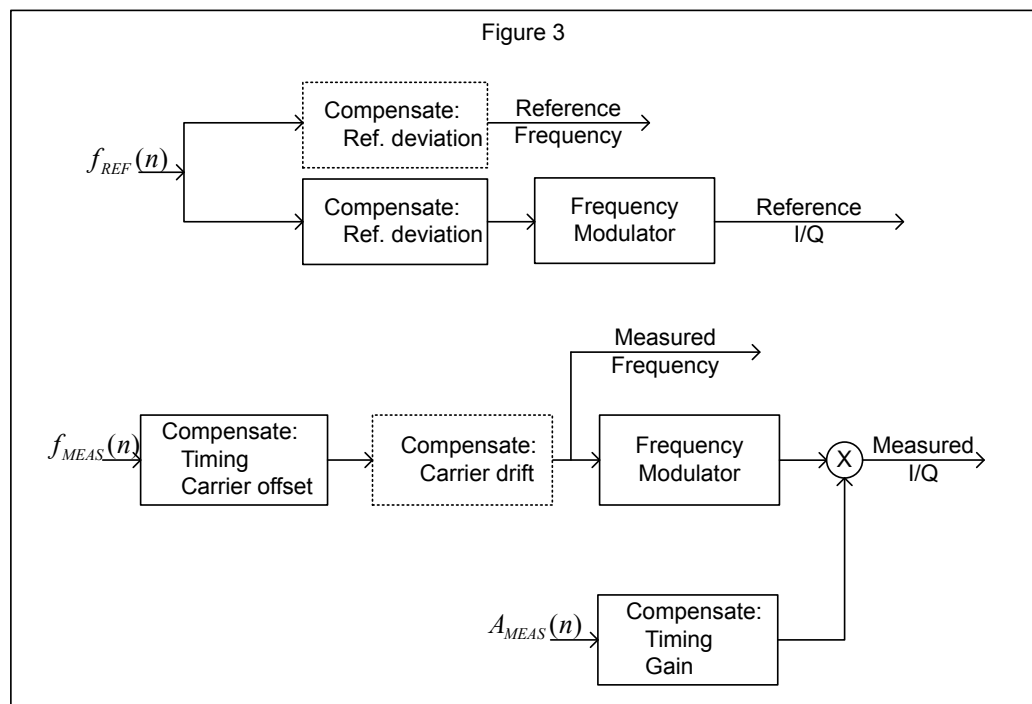 Figure 3
Compensate:
Ref. deviation
Reference
Frequency
f_REF(n)
Compensate:
Ref. deviation
Frequency
Modulator
Reference
I/Q
Measured
Frequency
f_MEAS(n)
Compensate:
Timing
Carrier offset
Compensate:
Carrier drift
Frequency
Modulator
X
Measured
I/Q
A_MEAS(n)
Compensate:
Timing
Gain